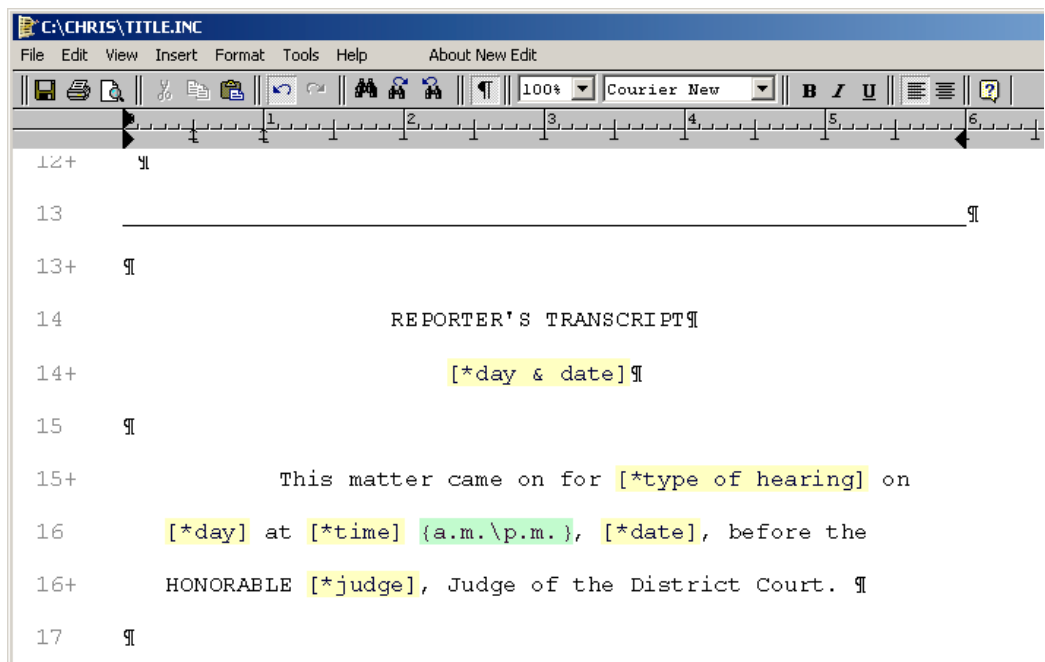 C:\CHRIS\TITLE.INC
File Edit View Insert Format Tools Help About New Edit
¶ 100% Courier New B I U
1 2 3 4 5 6
12+ ¶
13 ¶
13+ ¶
14 REPORTER'S TRANSCRIPT¶
14+ [*day & date]¶
15 ¶
15+ This matter came on for [*type of hearing] on
16 [*day] at [*time] {a.m.\p.m.}, [*date], before the
16+ HONORABLE [*judge], Judge of the District Court. ¶
17 ¶